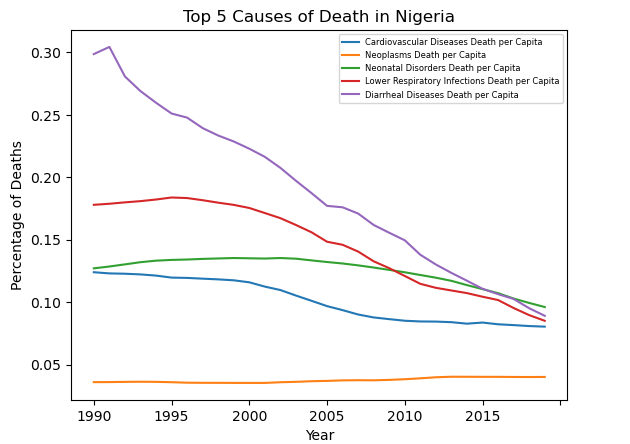 Top 5 Causes of Death in Nigeria
Cardiovascular Diseases Death per Capita
Neoplasms Death per Capita
Neonatal Disorders Death per Capita
Lower Respiratory Infections Death per Capita
Diarrheal Diseases Death per Capita
Percentage of Deaths
0.30
0.25
0.20
0.15
0.10
0.05
1990 1995 2000 2005 2010 2015
Year